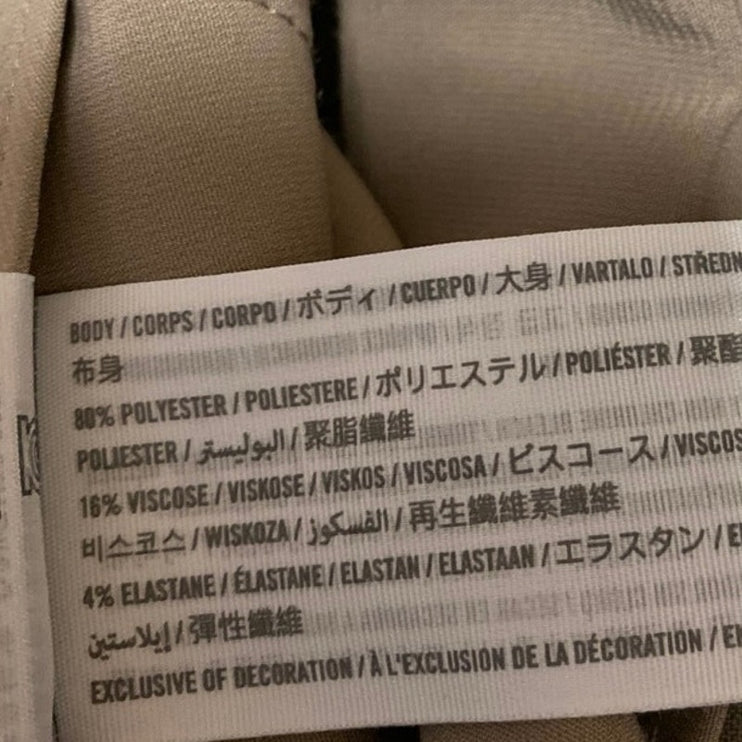 BODY / CORPS / CORPO / ボディ / CUERPO / 大身 / VARTALO / STŘEDN
布身
80% POLYESTER / POLIESTERE / ポリエステル / POLIÉSTER / 聚酯
POLIESTER / البوليستر / 聚脂纖維
16% VISCOSE / VISKOSE / VISKOS / VISCOSA / ビスコース / VISCOS
비스코스 / WISKOZA / الفسكوز / 再生纖維素纖維
4% ELASTANE / ÉLASTANE / ELASTAN / ELASTAAN / エラスタン / E
إيلاستين / 彈性纖維
EXCLUSIVE OF DECORATION / À L'EXCLUSION DE LA DÉCORATION / E